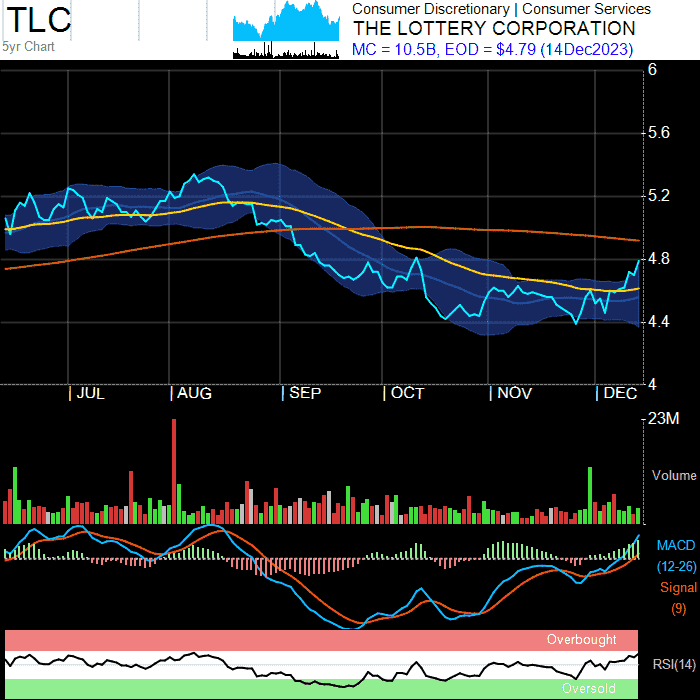 TLC
5yr Chart
Consumer Discretionary | Consumer Services
THE LOTTERY CORPORATION
MC = 10.5B, EOD = $4.79 (14Dec2023)
6
5.6
5.2
4.8
4.4
4
JUL AUG SEP OCT NOV DEC
23M
Volume
MACD
(12-26)
Signal
(9)
Overbought
RSI(14)
Oversold